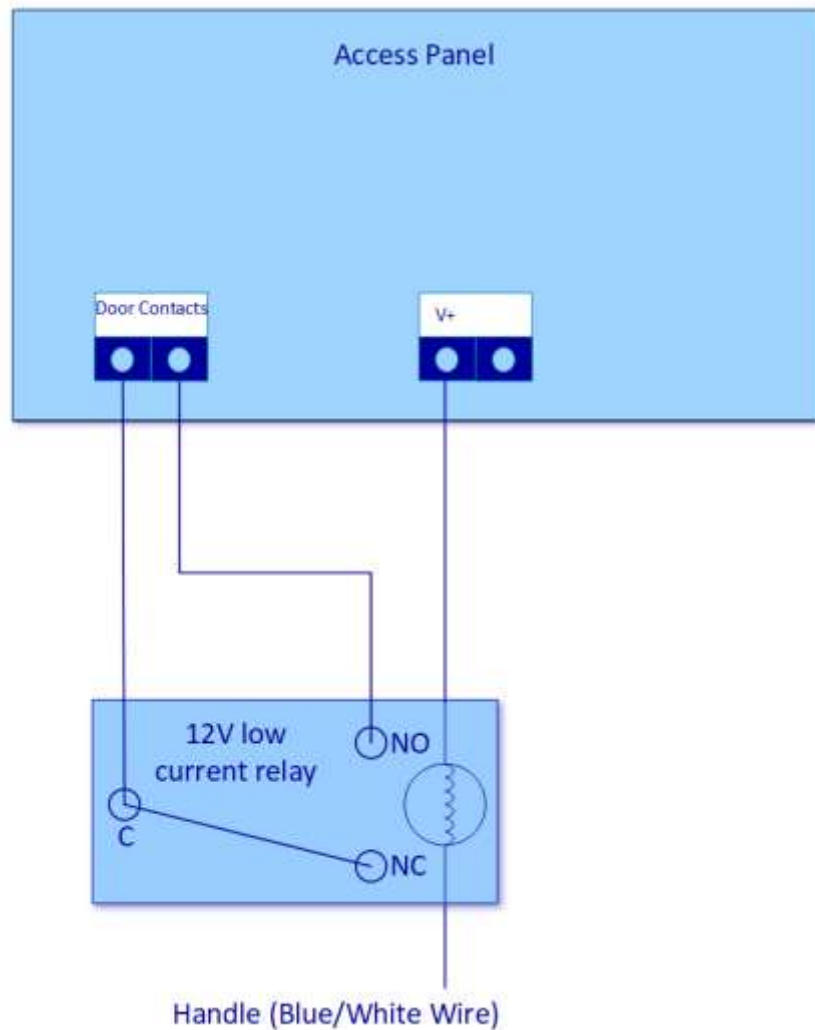 Access Panel
Door Contacts
V+
12V low
current relay
NO
C
NC
Handle (Blue/White Wire)